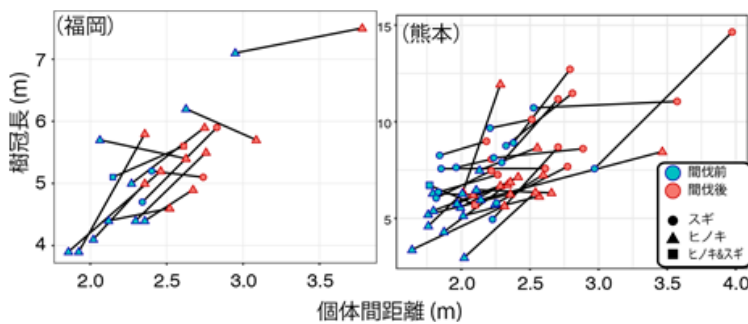 (福岡)
(熊本)
樹冠長 (m)
7
6
5
4
15
10
5
間伐前
間伐後
スギ
ヒノキ
ヒノキ&スギ
2.0 2.5 3.0 3.5
2.0 2.5 3.0 3.5 4.0
個体間距離 (m)